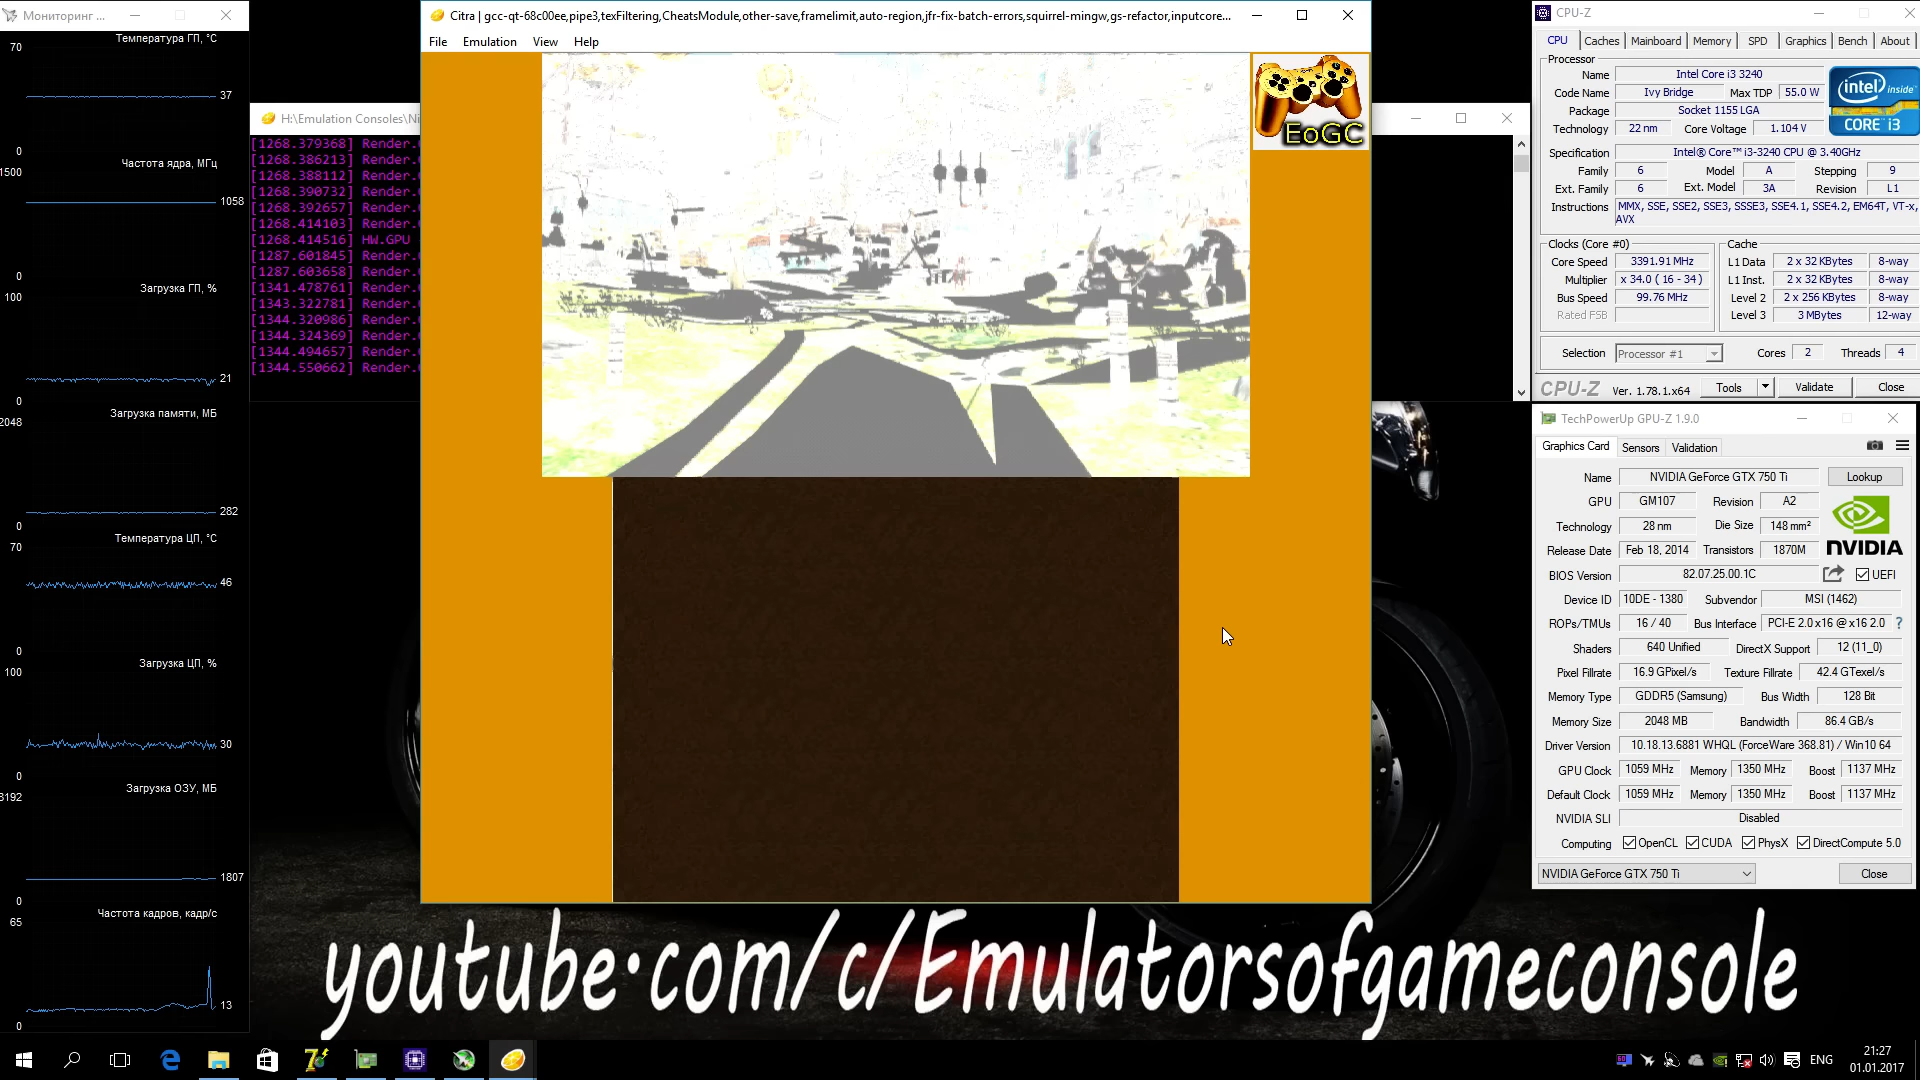 Мониторинг ...
Температура ГП, °C
70
37
0
Частота ядра, МГц
1500
1058
0
Загрузка ГП, %
100
21
0
Загрузка памяти, МБ
2048
282
0
Температура ЦП, °C
70
46
0
Загрузка ЦП, %
100
30
0
Загрузка ОЗУ, МБ
8192
1807
0
Частота кадров, кадр/с
65
13
0
H:\Emulation Consoles\Ni
[1268.379368] Render.
[1268.386213] Render.
[1268.388112] Render.
[1268.390732] Render.
[1268.392657] Render.
[1268.414103] Render.
[1268.414516] HW.GPU
[1287.601845] Render.
[1287.603658] Render.
[1341.478761] Render.
[1343.322781] Render.
[1344.320986] Render.
[1344.324369] Render.
[1344.494657] Render.
[1344.550662] Render.
Citra | gcc-qt-68c00ee,pipe3,texFiltering,CheatsModule,other-save,framelimit,auto-region,jfr-fix-batch-errors,squirrel-mingw,gs-refactor,inputcore...
File Emulation View Help
EoGC
CPU-Z
CPU Caches Mainboard Memory SPD Graphics Bench About
Processor
Name Intel Core i3 3240
Code Name Ivy Bridge Max TDP 55.0 W
Package Socket 1155 LGA
Technology 22 nm Core Voltage 1.104 V
intel inside™
CORE i3
Specification Intel® Core™ i3-3240 CPU @ 3.40GHz
Family 6 Model A Stepping 9
Ext. Family 6 Ext. Model 3A Revision L1
Instructions MMX, SSE, SSE2, SSE3, SSSE3, SSE4.1, SSE4.2, EM64T, VT-x,
AVX
Clocks (Core #0) Cache
Core Speed 3391.91 MHz L1 Data 2 x 32 KBytes 8-way
Multiplier x 34.0 ( 16 - 34 ) L1 Inst. 2 x 32 KBytes 8-way
Bus Speed 99.76 MHz Level 2 2 x 256 KBytes 8-way
Rated FSB Level 3 3 MBytes 12-way
Selection Processor #1 Cores 2 Threads 4
CPU-Z Ver. 1.78.1.x64 Tools Validate Close
TechPowerUp GPU-Z 1.9.0
Graphics Card Sensors Validation
Name NVIDIA GeForce GTX 750 Ti Lookup
GPU GM107 Revision A2
Technology 28 nm Die Size 148 mm²
Release Date Feb 18, 2014 Transistors 1870M
NVIDIA
BIOS Version 82.07.25.00.1C UEFI
Device ID 10DE - 1380 Subvendor MSI (1462)
ROPs/TMUs 16 / 40 Bus Interface PCI-E 2.0 x16 @ x16 2.0 ?
Shaders 640 Unified DirectX Support 12 (11_0)
Pixel Fillrate 16.9 GPixel/s Texture Fillrate 42.4 GTexel/s
Memory Type GDDR5 (Samsung) Bus Width 128 Bit
Memory Size 2048 MB Bandwidth 86.4 GB/s
Driver Version 10.18.13.6881 WHQL (ForceWare 368.81) / Win10 64
GPU Clock 1059 MHz Memory 1350 MHz Boost 1137 MHz
Default Clock 1059 MHz Memory 1350 MHz Boost 1137 MHz
NVIDIA SLI Disabled
Computing OpenCL CUDA PhysX DirectCompute 5.0
NVIDIA GeForce GTX 750 Ti Close
youtube.com/c/Emulatorsofgameconsole
ENG
21:27
01.01.2017